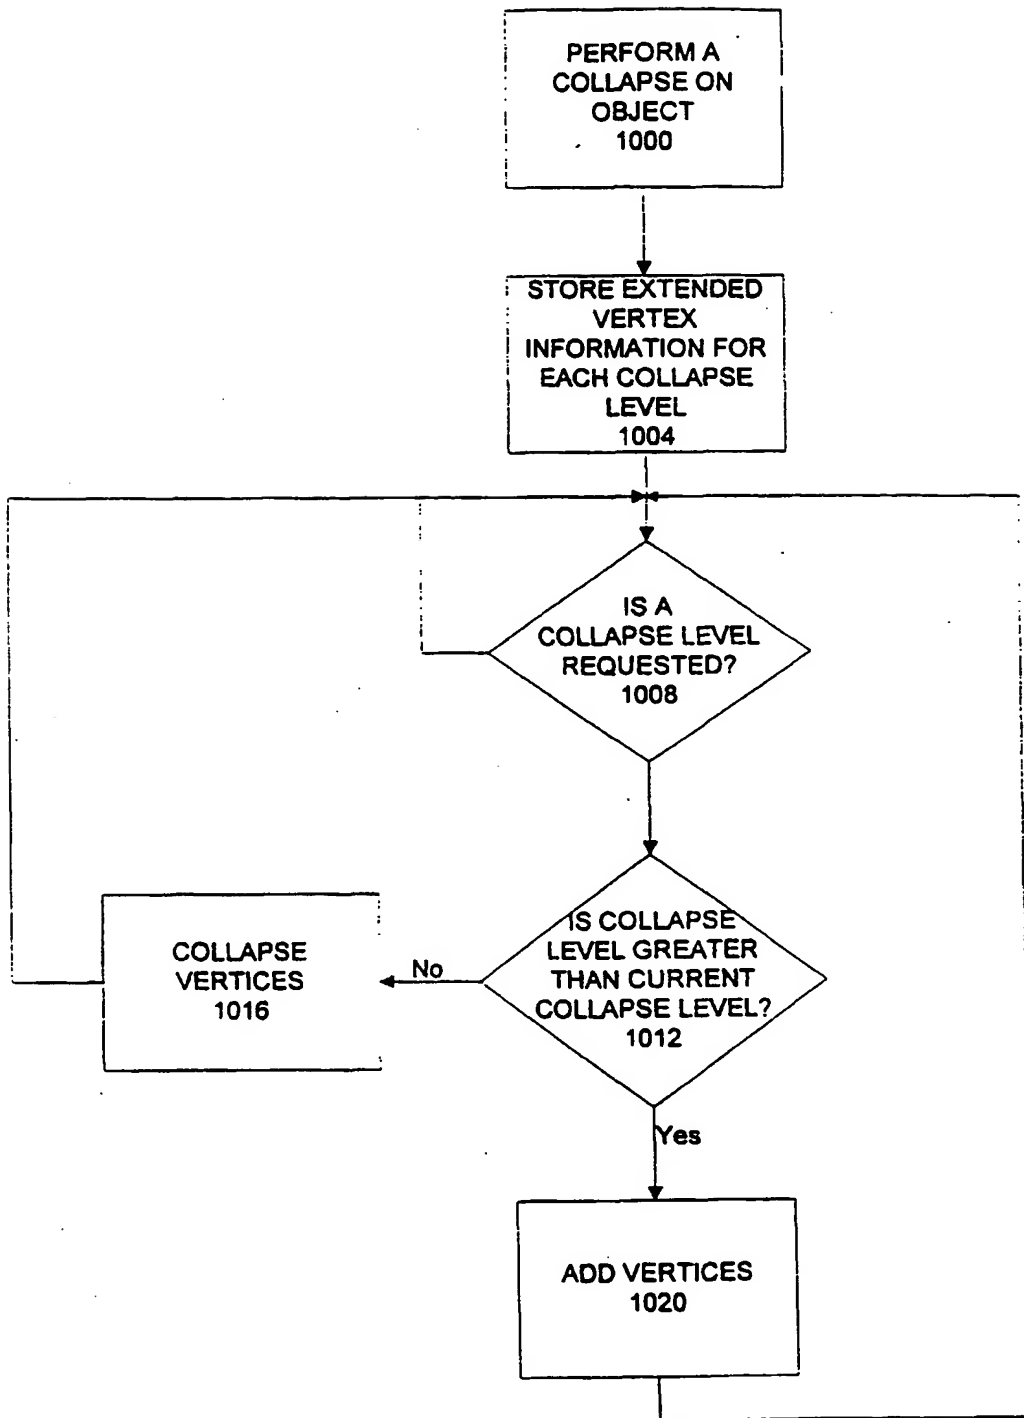 PERFORM A
COLLAPSE ON
OBJECT
1000
STORE EXTENDED
VERTEX
INFORMATION FOR
EACH COLLAPSE
LEVEL
1004
IS A
COLLAPSE LEVEL
REQUESTED?
1008
IS COLLAPSE
LEVEL GREATER
THAN CURRENT
COLLAPSE LEVEL?
1012
No
COLLAPSE
VERTICES
1016
Yes
ADD VERTICES
1020